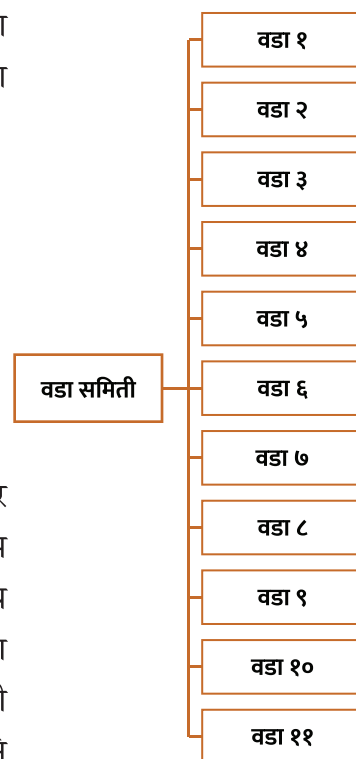 वडा समिती
वडा १
वडा २
वडा ३
वडा ४
वडा ५
वडा ६
वडा ७
वडा ८
वडा ९
वडा १०
वडा ११